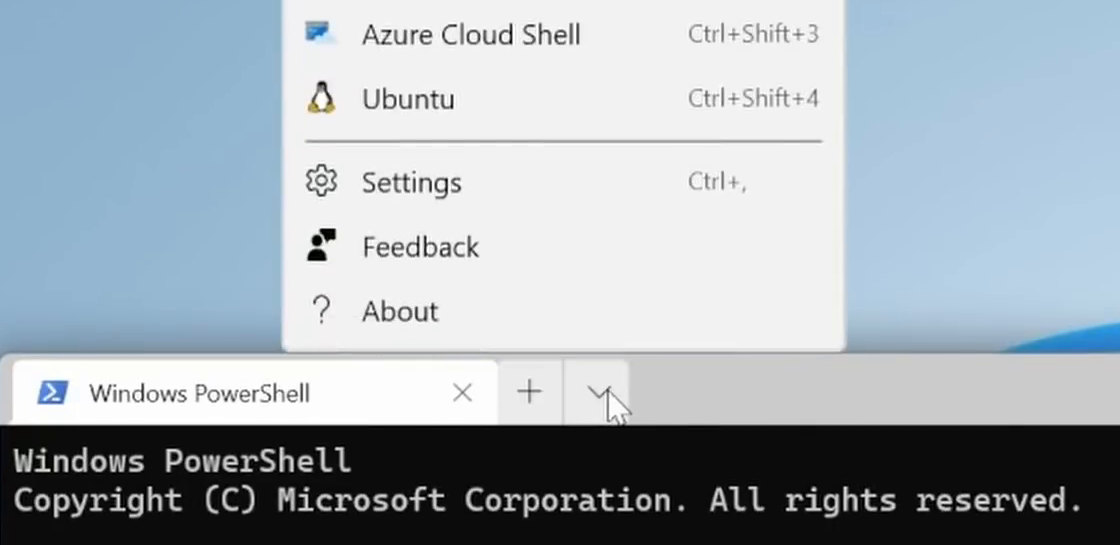 Azure Cloud Shell Ctrl+Shift+3
Ubuntu Ctrl+Shift+4
Settings Ctrl+,
Feedback
About
Windows PowerShell
Windows PowerShell
Copyright (C) Microsoft Corporation. All rights reserved.